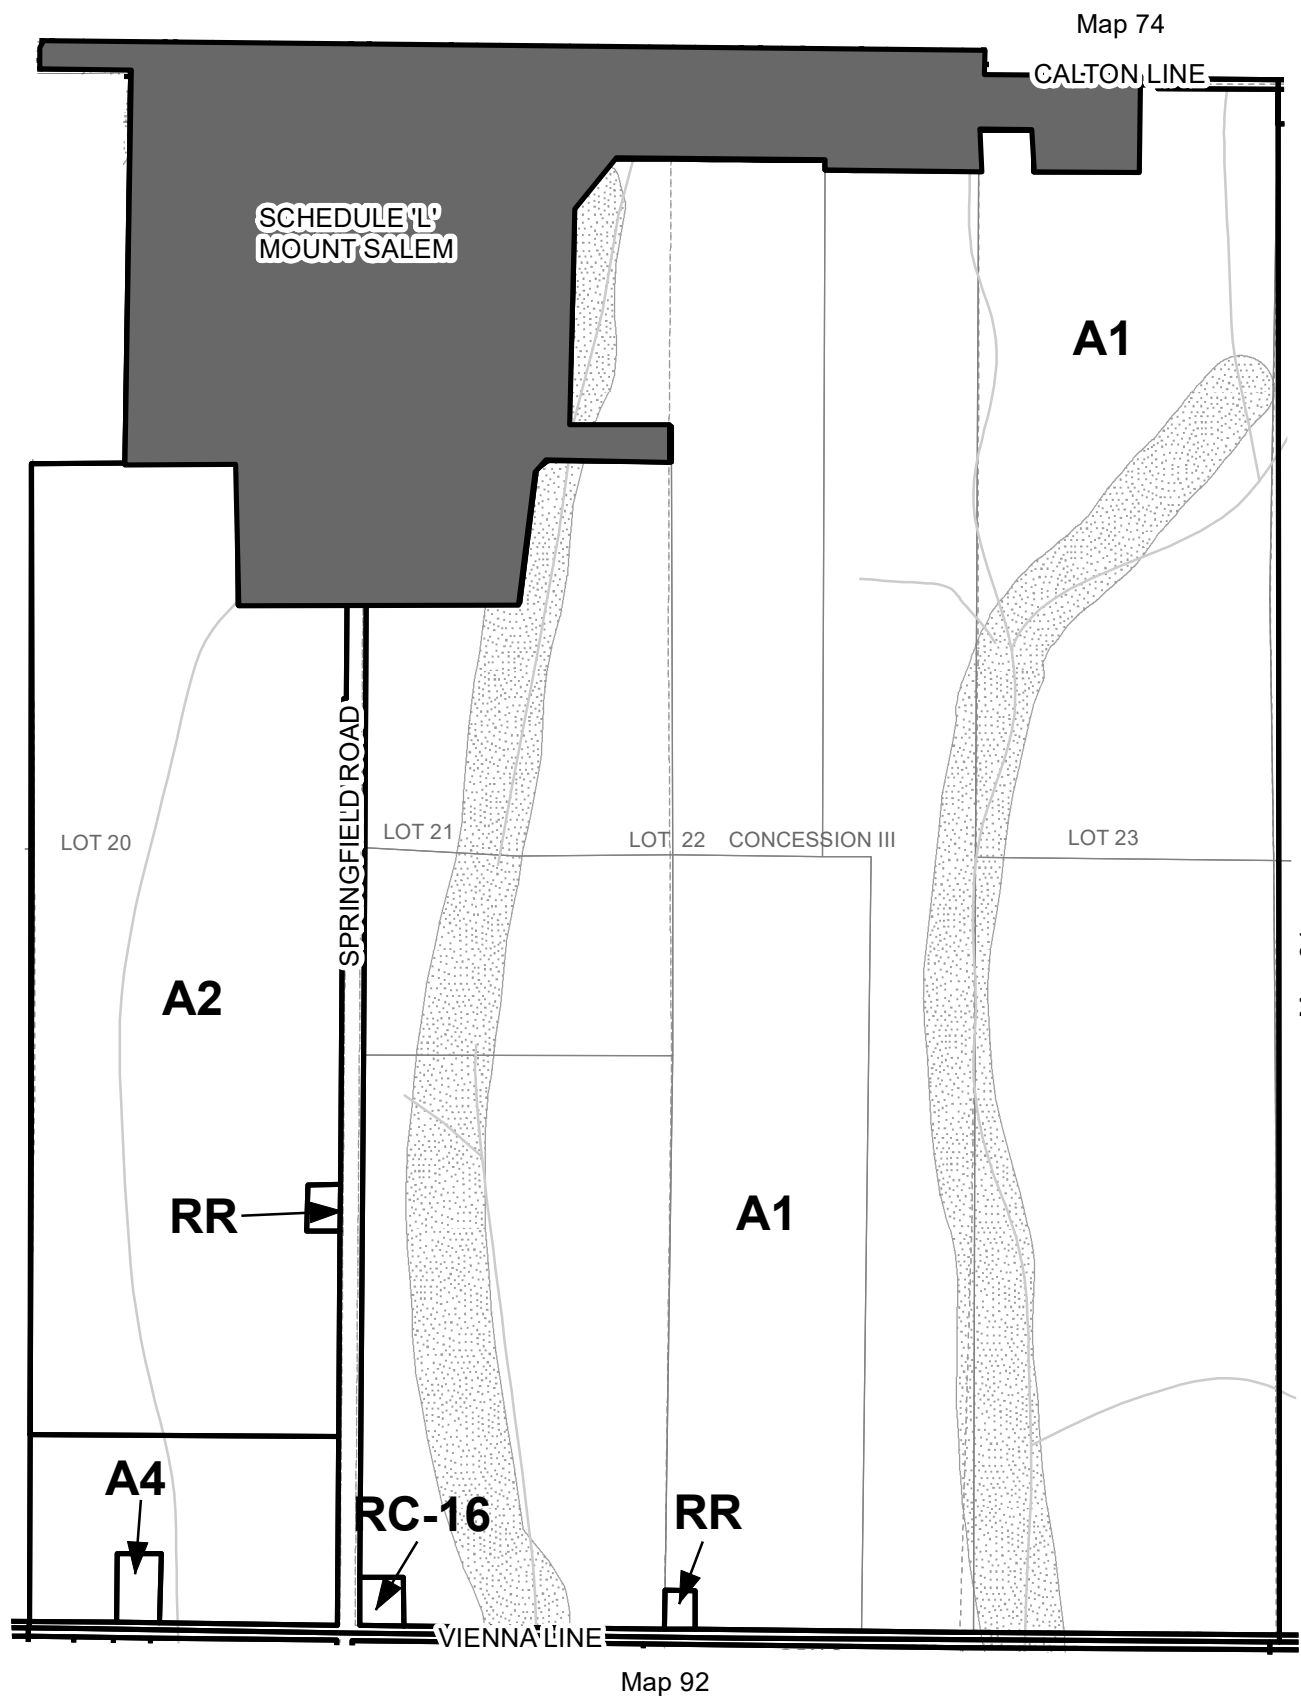 Map 74
CALTON LINE
SCHEDULE 'L'
MOUNT SALEM
A1
SPRINGFIELD ROAD
LOT 20
LOT 21
LOT 22
CONCESSION III
LOT 23
A2
RR
A1
A4
RC-16
RR
VIENNA LINE
Map 92